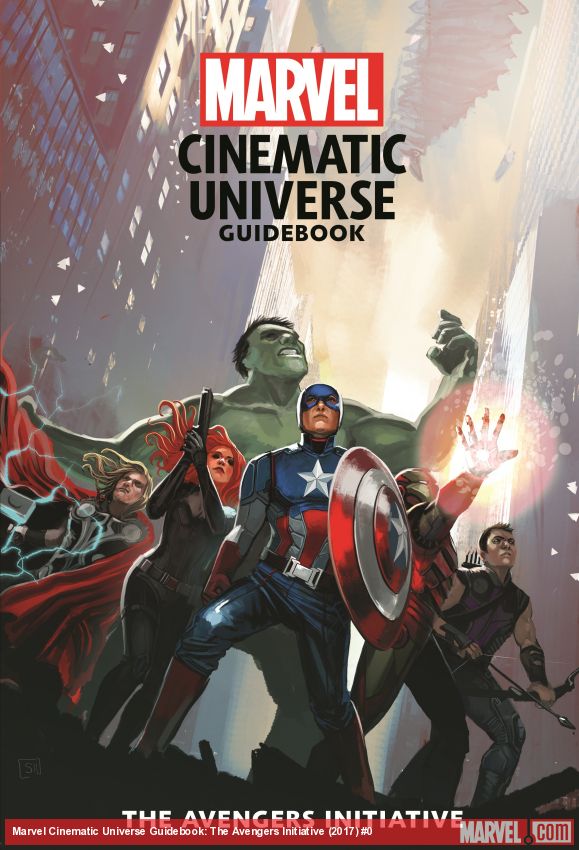 MARVEL
CINEMATIC
UNIVERSE
GUIDEBOOK
THE AVENGERS INITIATIVE
Marvel Cinematic Universe Guidebook: The Avengers Initiative (2017) #0
MARVEL.com